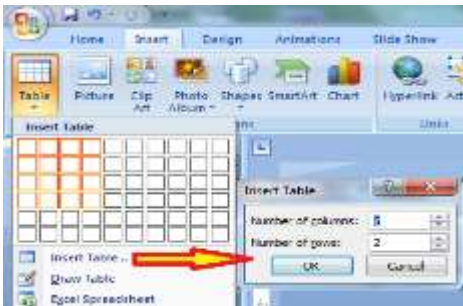 Home Insert Design Animations Slide Show
Table Picture Clip Art Photo Album Shapes SmartArt Chart Hyperlink
Links
Insert Table
Insert Table
Number of columns: 5
Number of rows: 2
OK Cancel
Insert Table...
Draw Table
Excel Spreadsheet